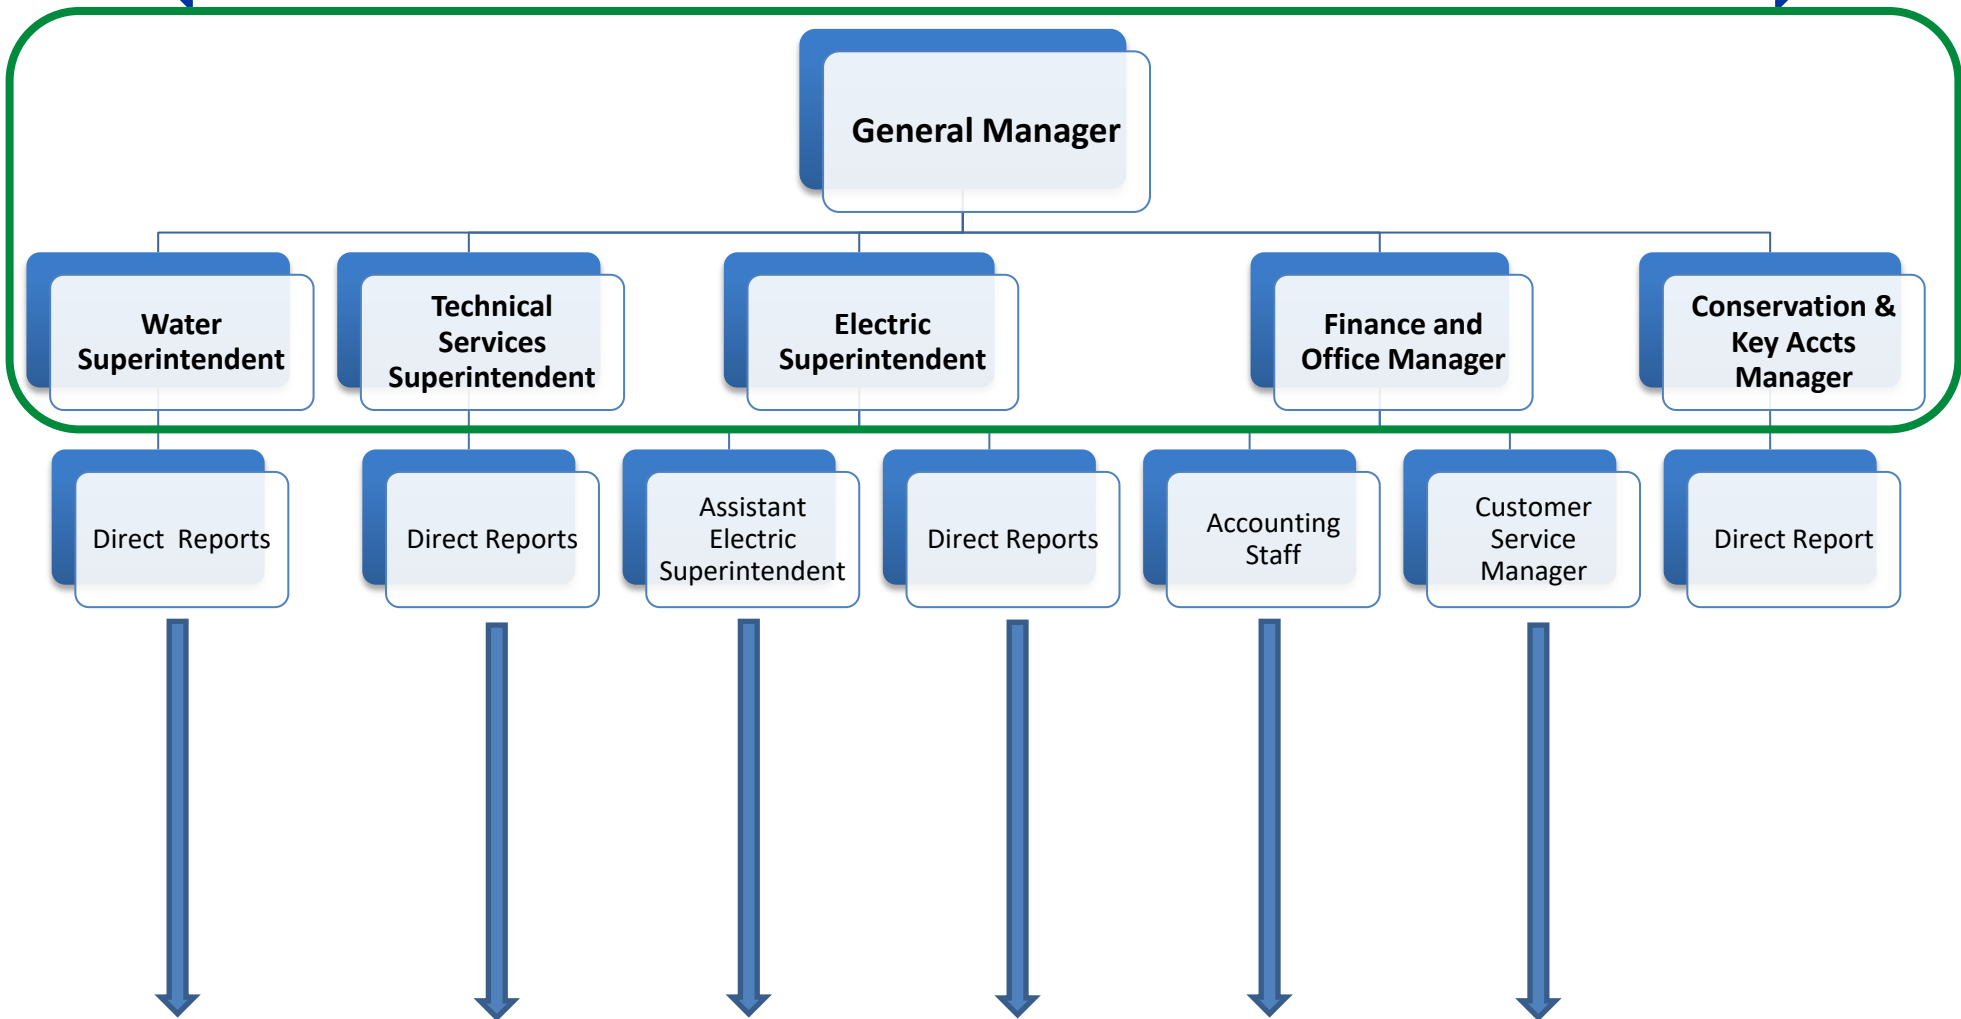 General Manager
Water
Superintendent
Technical
Services
Superintendent
Electric
Superintendent
Finance and
Office Manager
Conservation &
Key Accts
Manager
Direct  Reports
Direct Reports
Assistant
Electric
Superintendent
Direct Reports
Accounting
Staff
Customer
Service
Manager
Direct Report